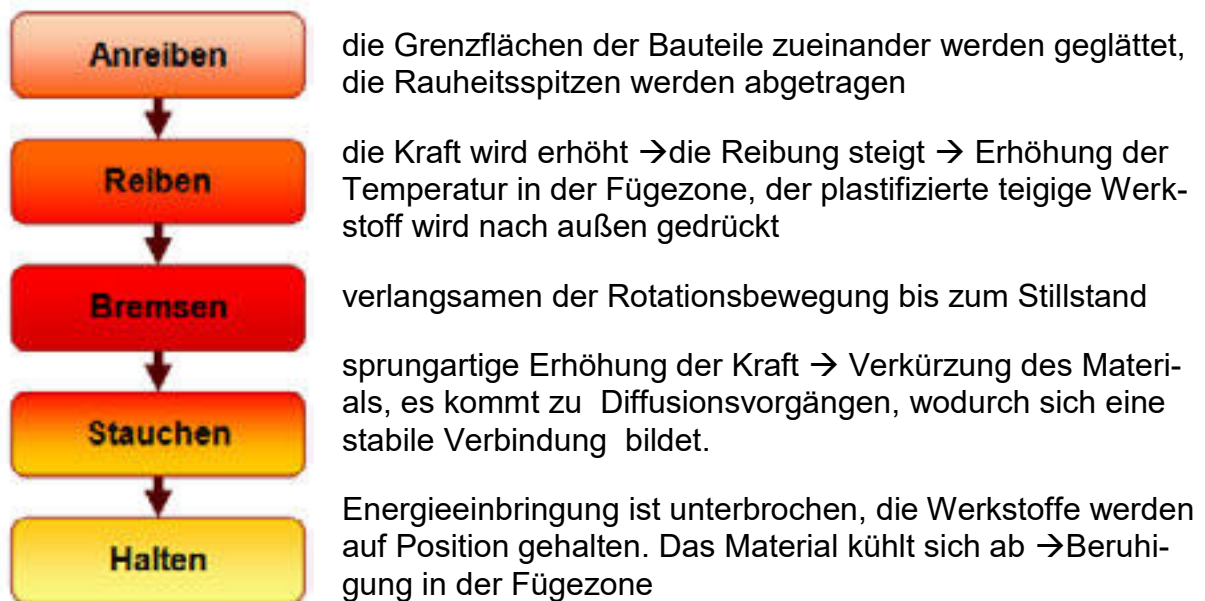 Anreiben
die Grenzflächen der Bauteile zueinander werden geglättet,
die Rauheitsspitzen werden abgetragen
Reiben
die Kraft wird erhöht →die Reibung steigt → Erhöhung der
Temperatur in der Fügezone, der plastifizierte teigige Werk-
stoff wird nach außen gedrückt
Bremsen
verlangsamen der Rotationsbewegung bis zum Stillstand
Stauchen
sprungartige Erhöhung der Kraft → Verkürzung des Materi-
als, es kommt zu  Diffusionsvorgängen, wodurch sich eine
stabile Verbindung  bildet.
Halten
Energieeinbringung ist unterbrochen, die Werkstoffe werden
auf Position gehalten. Das Material kühlt sich ab →Beruhi-
gung in der Fügezone